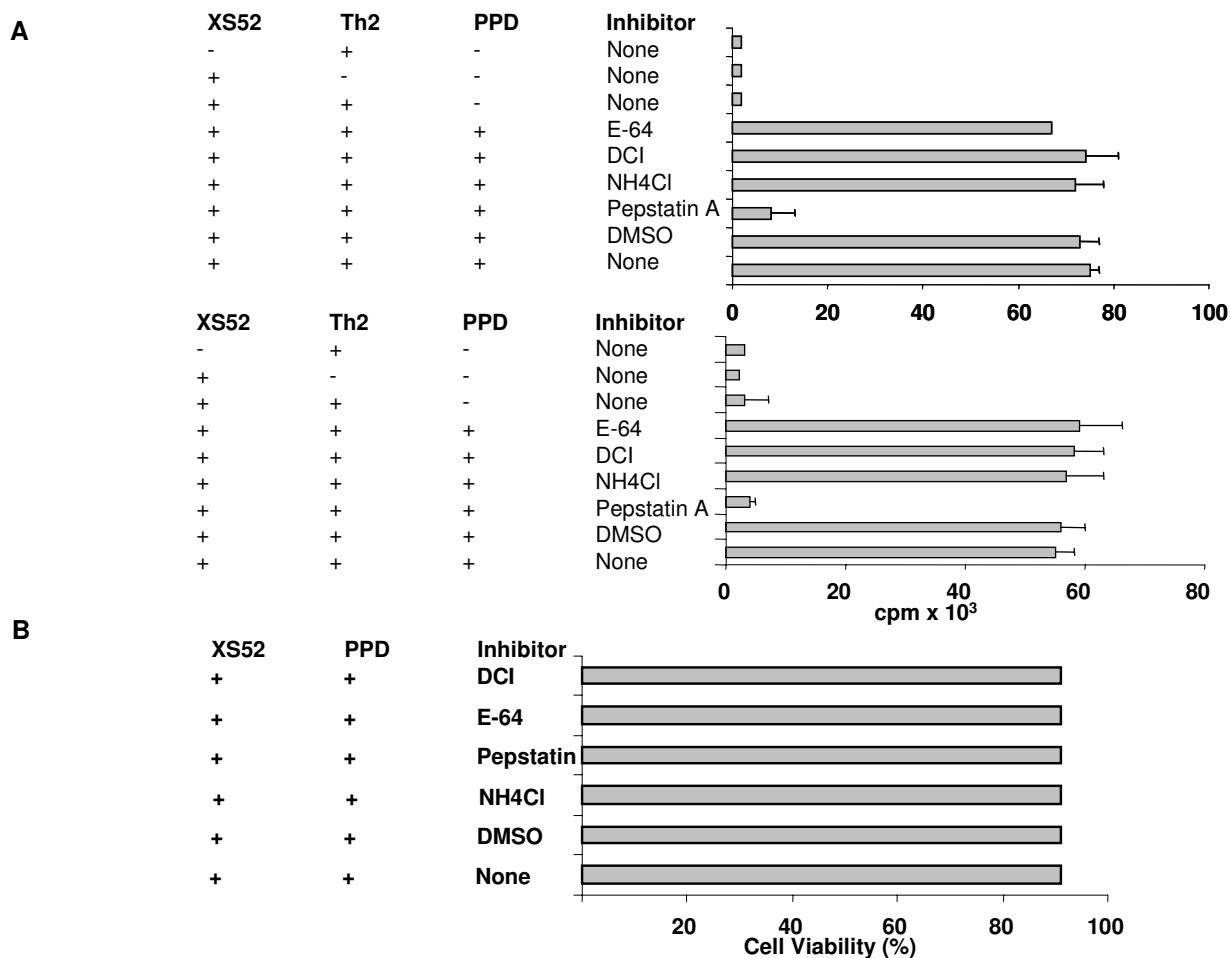 A
XS52 Th2 PPD Inhibitor
- + - None
+ - - None
+ + - None
+ + + E-64
+ + + DCI
+ + + NH4Cl
+ + + Pepstatin A
+ + + DMSO
+ + + None
0 20 40 60 80 100
XS52 Th2 PPD Inhibitor
- + - None
+ - - None
+ + - None
+ + + E-64
+ + + DCI
+ + + NH4Cl
+ + + Pepstatin A
+ + + DMSO
+ + + None
0 20 40 60 80
cpm x 10³
B
XS52 PPD Inhibitor
+ + DCI
+ + E-64
+ + Pepstatin
+ + NH4Cl
+ + DMSO
+ + None
20 40 60 80 100
Cell Viability (%)